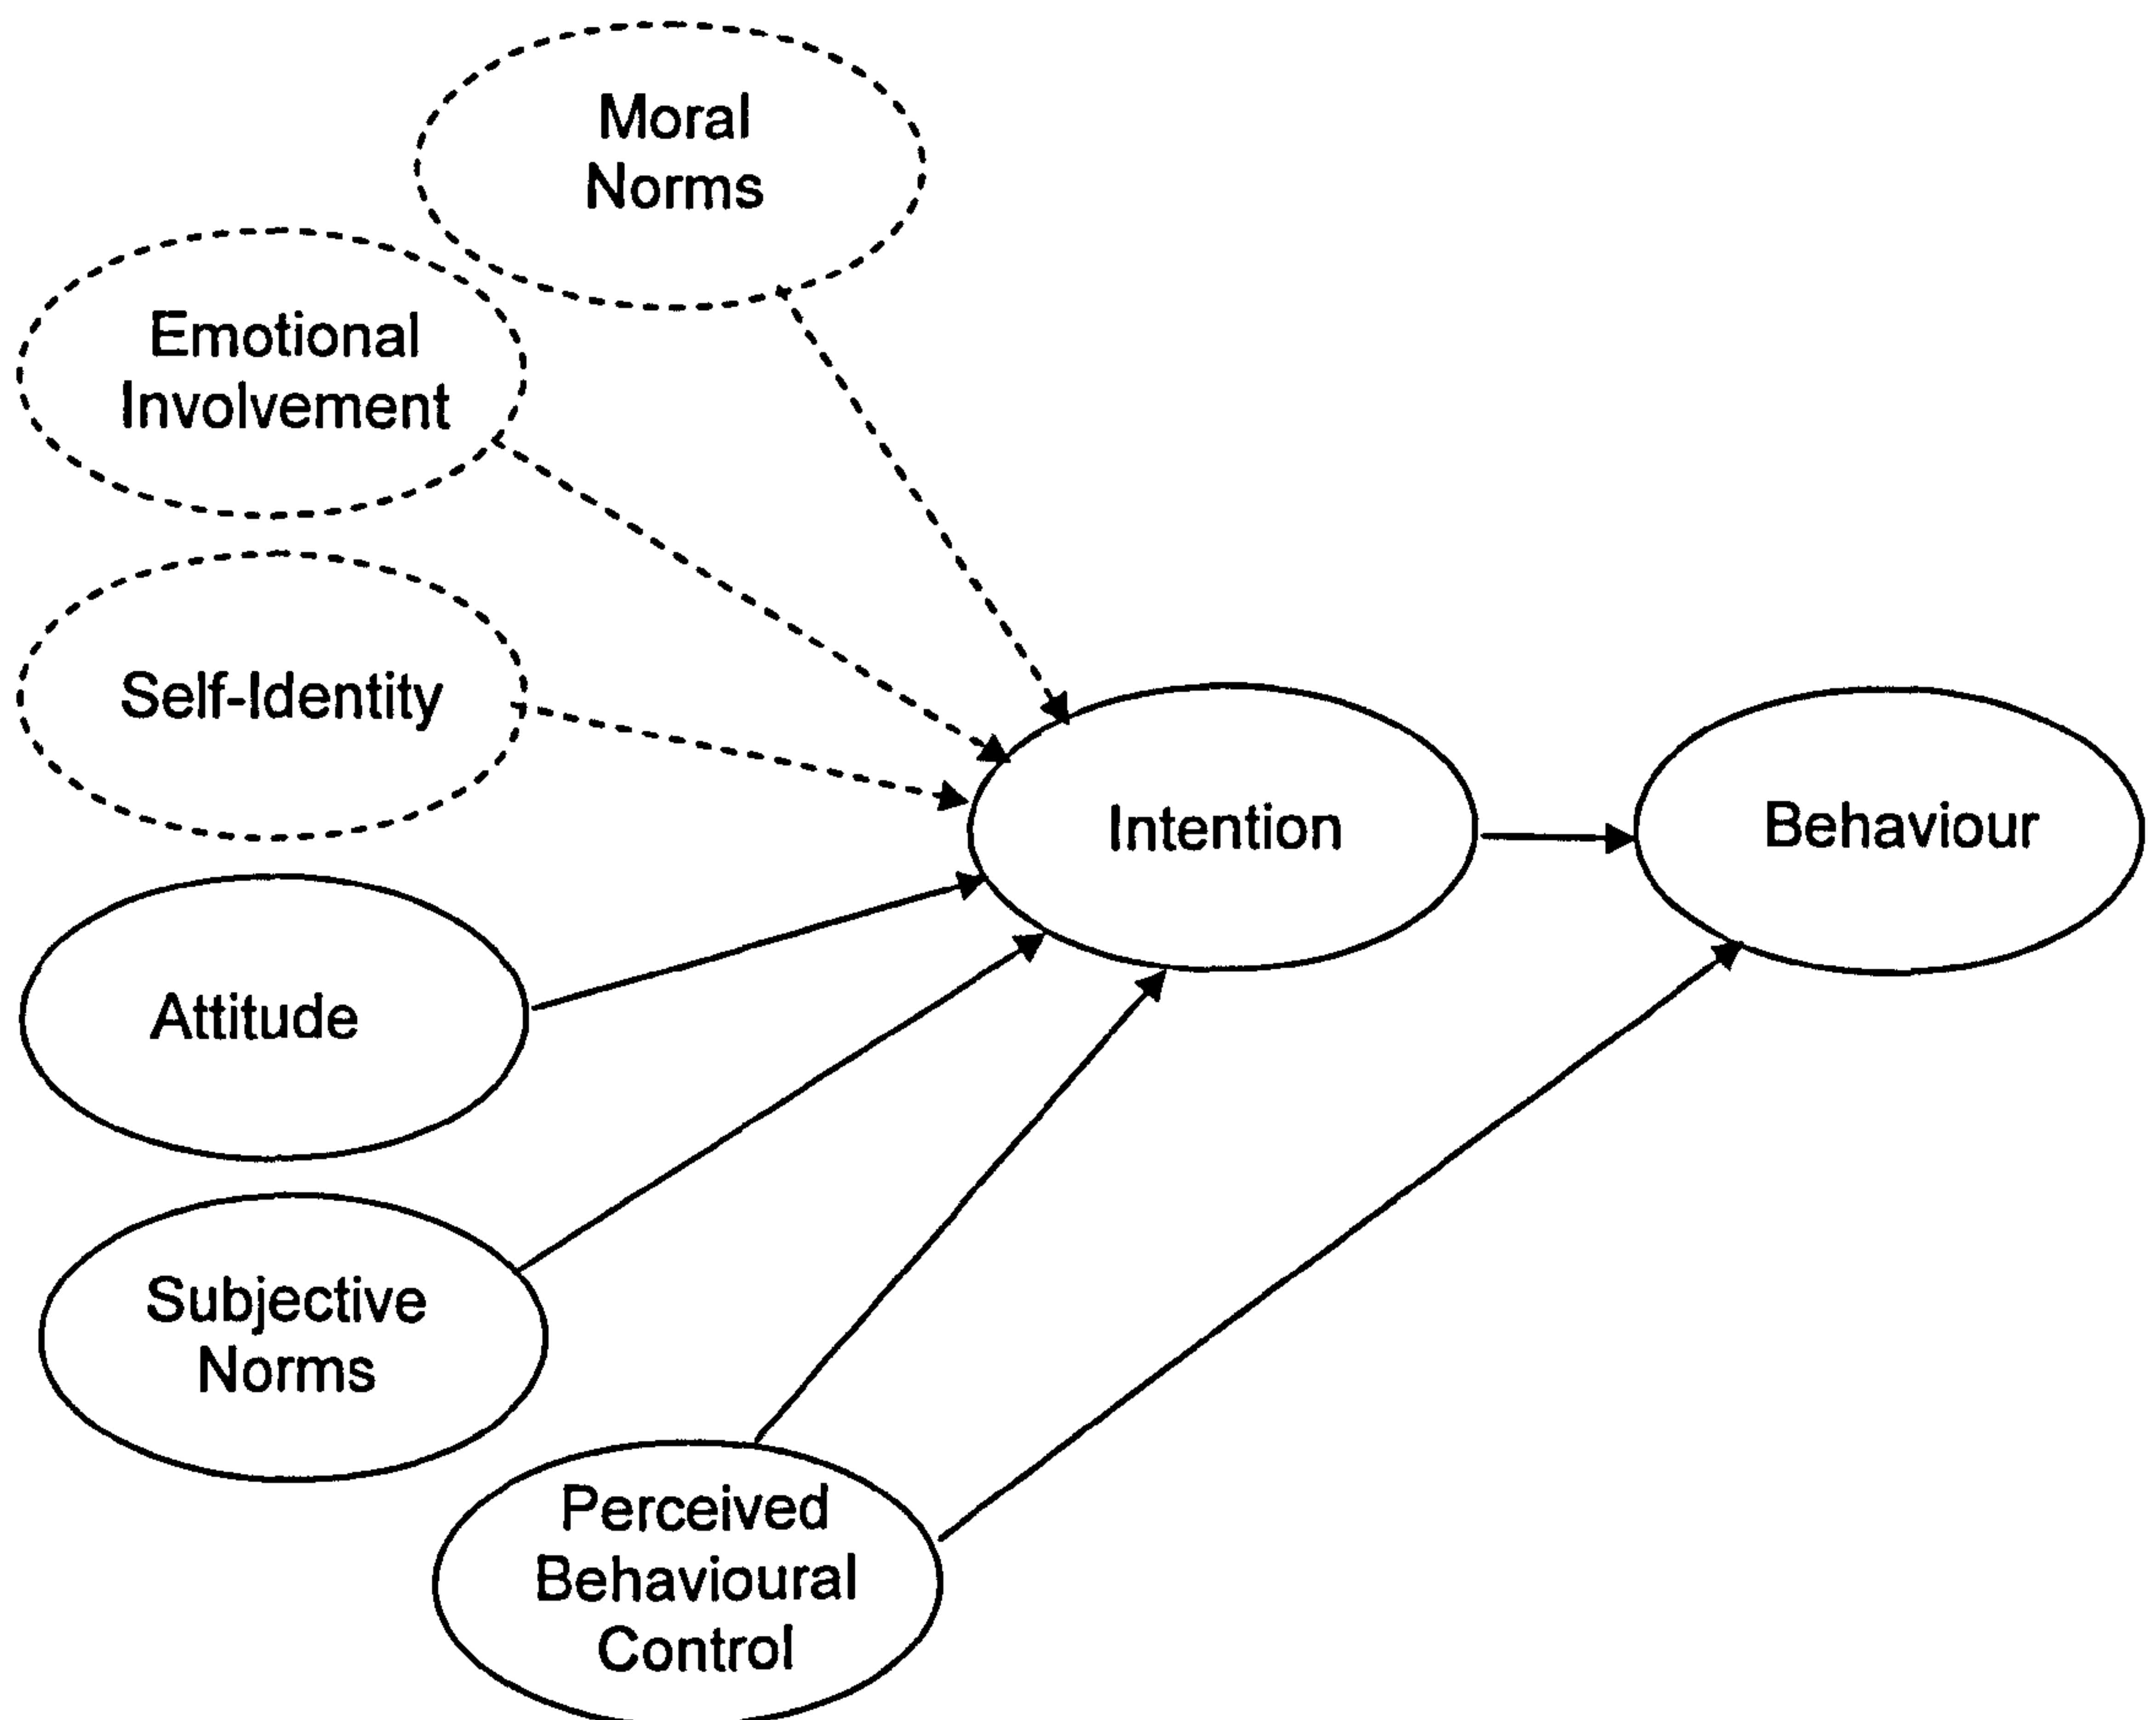 Moral
Norms
Emotional
Involvement
Self-Identity
Intention
Behaviour
Attitude
Subjective
Norms
Perceived
Behavioural
Control